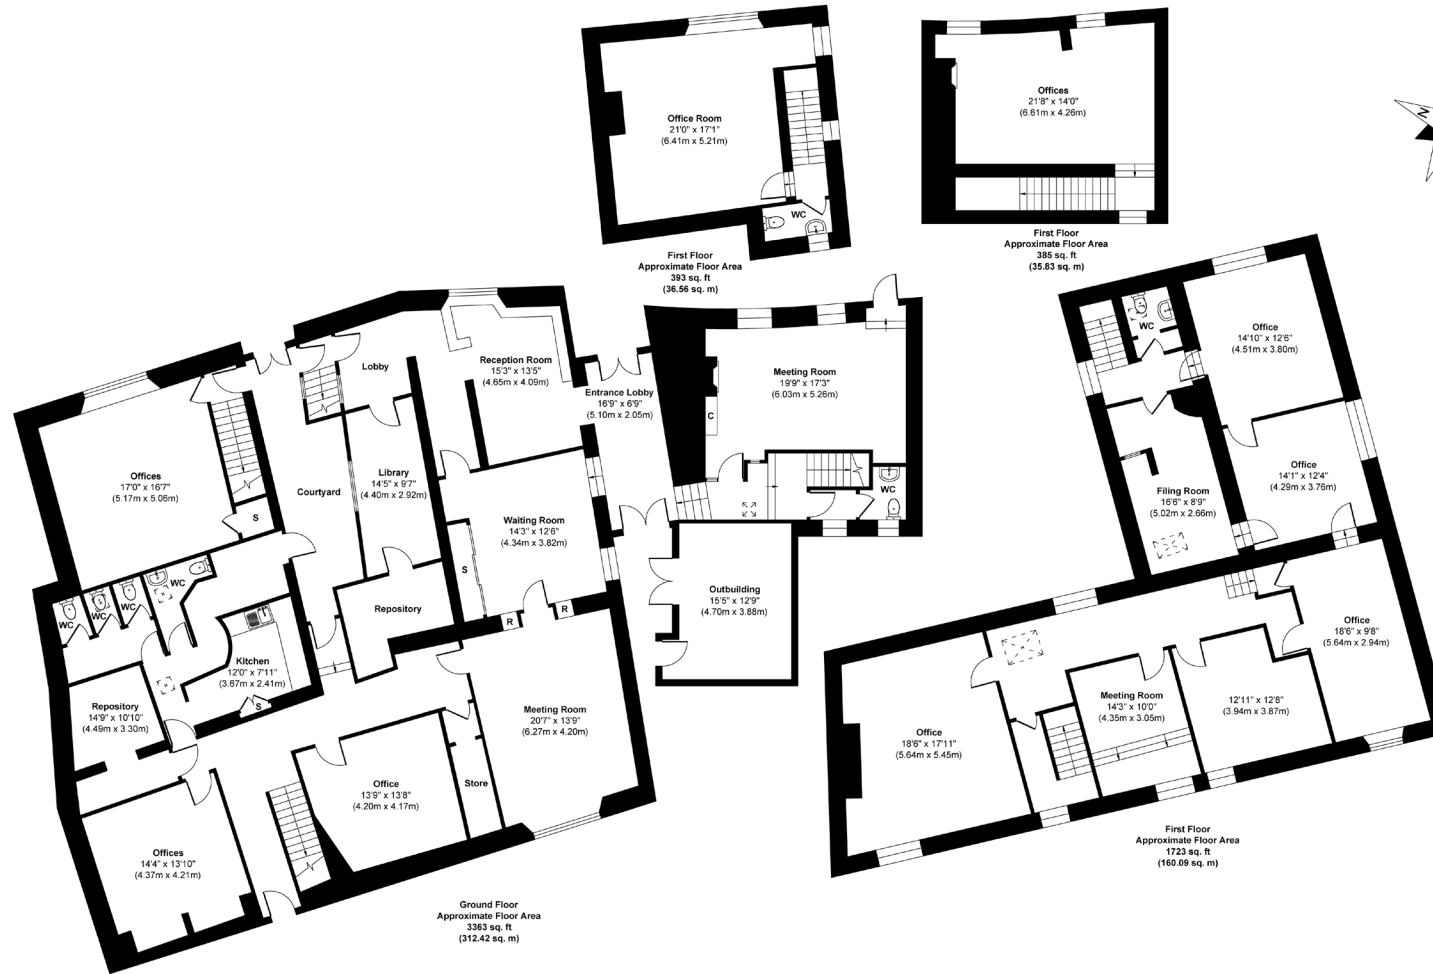 Office Room
21'0" x 17'1"
(6.41m x 5.21m)
WC
First Floor
Approximate Floor Area
393 sq. ft
(36.56 sq. m)
Offices
21'8" x 14'0"
(6.61m x 4.26m)
First Floor
Approximate Floor Area
385 sq. ft
(35.83 sq. m)
N
Lobby
Reception Room
15'3" x 13'5"
(4.65m x 4.09m)
Entrance Lobby
16'9" x 6'9"
(5.10m x 2.05m)
Meeting Room
19'9" x 17'3"
(6.03m x 5.26m)
C
WC
Offices
17'0" x 16'7"
(5.17m x 5.06m)
S
Courtyard
Library
14'5" x 9'7"
(4.40m x 2.92m)
Waiting Room
14'3" x 12'6"
(4.34m x 3.82m)
S
R
R
Outbuilding
15'5" x 12'9"
(4.70m x 3.88m)
WC
WC
WC
WC
Repository
Kitchen
12'0" x 7'11"
(3.67m x 2.41m)
S
Repository
14'9" x 10'10"
(4.49m x 3.30m)
Meeting Room
20'7" x 13'9"
(6.27m x 4.20m)
Office
13'9" x 13'8"
(4.20m x 4.17m)
Store
Offices
14'4" x 13'10"
(4.37m x 4.21m)
Ground Floor
Approximate Floor Area
3363 sq. ft
(312.42 sq. m)
WC
Office
14'10" x 12'6"
(4.51m x 3.80m)
Office
14'1" x 12'4"
(4.29m x 3.76m)
Filing Room
16'6" x 8'9"
(5.02m x 2.66m)
Office
18'6" x 9'8"
(5.64m x 2.94m)
Meeting Room
14'3" x 10'0"
(4.35m x 3.05m)
12'11" x 12'8"
(3.94m x 3.87m)
Office
18'6" x 17'11"
(5.64m x 5.45m)
First Floor
Approximate Floor Area
1723 sq. ft
(160.09 sq. m)